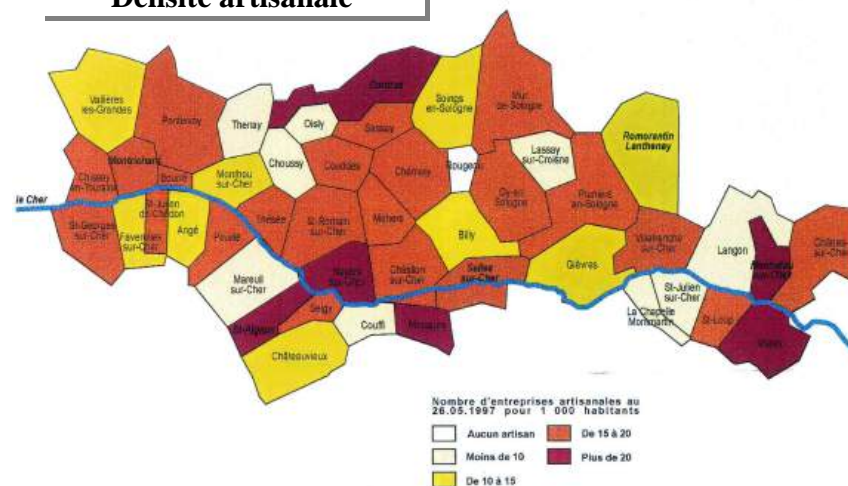 Densité artisanale
Vallières
les-Grandes
Pontlevoy
Thenay
Oisly
Contres
Sassay
Soings
en-Sologne
Mur
de-Sologne
Romorantin
Lanthenay
Lassay
sur-Croisne
Rougeou
Chémery
Couddes
Choussy
Monthou
sur-Cher
Montrichard
Bourré
Chissay
en-Touraine
le Cher
St-Georges
sur-Cher
St-Julien
de-Chédon
Faverolles
sur-Cher
Angé
Pouillé
Thésée
St-Romain
sur-Cher
Méhers
Billy
Gy-en
Sologne
Pruniers
en-Sologne
Villefranche
sur-Cher
Gièvres
Langon
Mennetou
sur-Cher
Châtres
sur-Cher
Mareuil
sur-Cher
Noyers
sur-Cher
Châtillon
sur-Cher
Selles
sur-Cher
St-Julien
sur-Cher
La Chapelle
Montmartin
St-Loup
St-Aignan
Seigy
Couffi
Meusnes
Châteauvieux
Nombre d'entreprises artisanales au
26.05.1997 pour 1 000 habitants
Aucun artisan
De 15 à 20
Moins de 10
Plus de 20
De 10 à 15